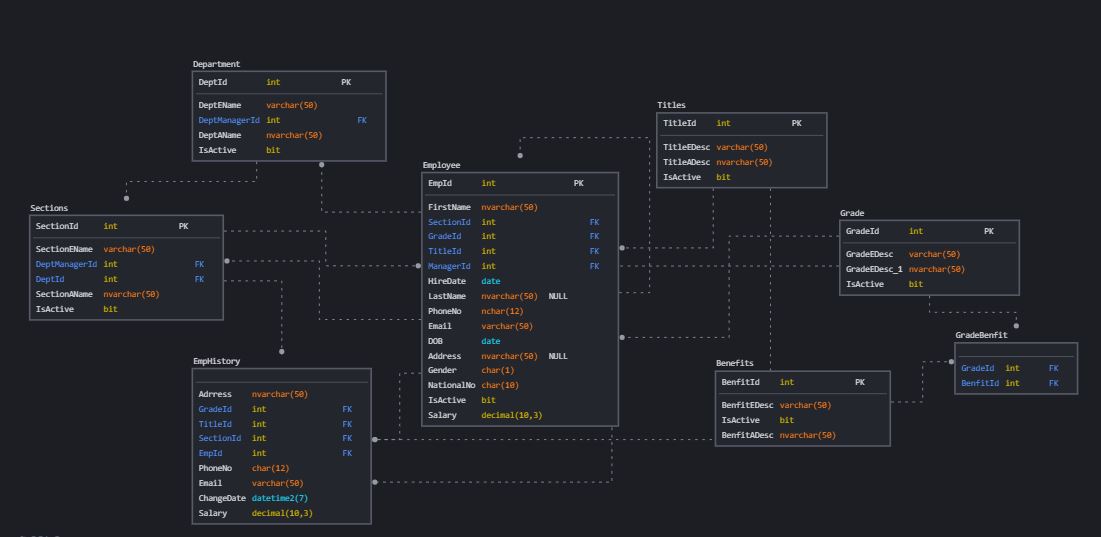 Department
DeptId int PK
DeptEName varchar(50)
DeptManagerId int FK
DeptAName nvarchar(50)
IsActive bit
Titles
TitleId int PK
TitleEDesc varchar(50)
TitleADesc nvarchar(50)
IsActive bit
Employee
EmpId int PK
FirstName nvarchar(50)
SectionId int FK
GradeId int FK
TitleId int FK
ManagerId int FK
HireDate date
LastName nvarchar(50) NULL
PhoneNo nchar(12)
Email varchar(50)
DOB date
Address nvarchar(50) NULL
Gender char(1)
NationalNo char(10)
IsActive bit
Salary decimal(10,3)
Sections
SectionId int PK
SectionEName varchar(50)
DeptManagerId int FK
DeptId int FK
SectionAName nvarchar(50)
IsActive bit
Grade
GradeId int PK
GradeEDesc varchar(50)
GradeEDesc_1 nvarchar(50)
IsActive bit
GradeBenfit
GradeId int FK
BenfitId int FK
EmpHistory
Adrress nvarchar(50)
GradeId int FK
TitleId int FK
SectionId int FK
EmpId int FK
PhoneNo char(12)
Email varchar(50)
ChangeDate datetime2(7)
Salary decimal(10,3)
Benefits
BenfitId int PK
BenfitEDesc varchar(50)
IsActive bit
BenfitADesc nvarchar(50)